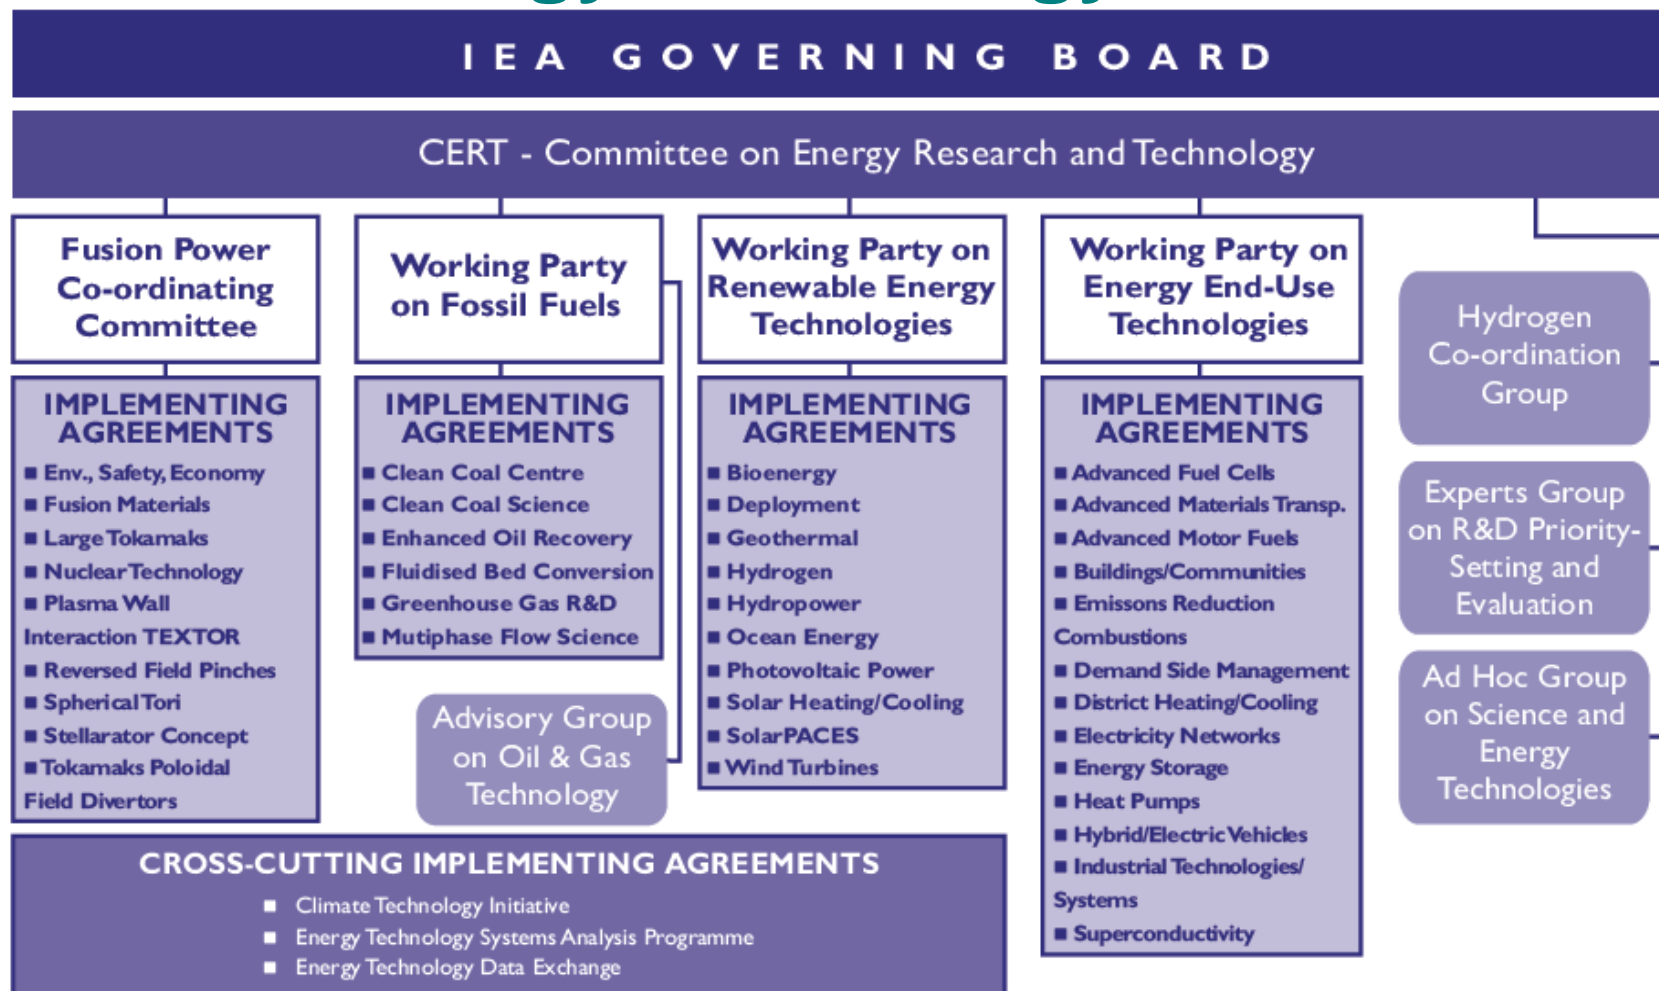 IEA GOVERNING BOARD
CERT - Committee on Energy Research and Technology
Fusion Power
Co-ordinating
Committee
IMPLEMENTING
AGREEMENTS
■ Env., Safety, Economy
■ Fusion Materials
■ Large Tokamaks
■ Nuclear Technology
■ Plasma Wall
Interaction TEXTOR
■ Reversed Field Pinches
■ Spherical Tori
■ Stellarator Concept
■ Tokamaks Poloidal
Field Divertors
Working Party
on Fossil Fuels
IMPLEMENTING
AGREEMENTS
■ Clean Coal Centre
■ Clean Coal Science
■ Enhanced Oil Recovery
■ Fluidised Bed Conversion
■ Greenhouse Gas R&D
■ Mutiphase Flow Science
Advisory Group
on Oil & Gas
Technology
Working Party on
Renewable Energy
Technologies
IMPLEMENTING
AGREEMENTS
■ Bioenergy
■ Deployment
■ Geothermal
■ Hydrogen
■ Hydropower
■ Ocean Energy
■ Photovoltaic Power
■ Solar Heating/Cooling
■ SolarPACES
■ Wind Turbines
Working Party on
Energy End-Use
Technologies
IMPLEMENTING
AGREEMENTS
■ Advanced Fuel Cells
■ Advanced Materials Transp.
■ Advanced Motor Fuels
■ Buildings/Communities
■ Emissons Reduction
Combustions
■ Demand Side Management
■ District Heating/Cooling
■ Electricity Networks
■ Energy Storage
■ Heat Pumps
■ Hybrid/Electric Vehicles
■ Industrial Technologies/
Systems
■ Superconductivity
Hydrogen
Co-ordination
Group
Experts Group
on R&D Priority-
Setting and
Evaluation
Ad Hoc Group
on Science and
Energy
Technologies
CROSS-CUTTING IMPLEMENTING AGREEMENTS
■ Climate Technology Initiative
■ Energy Technology Systems Analysis Programme
■ Energy Technology Data Exchange